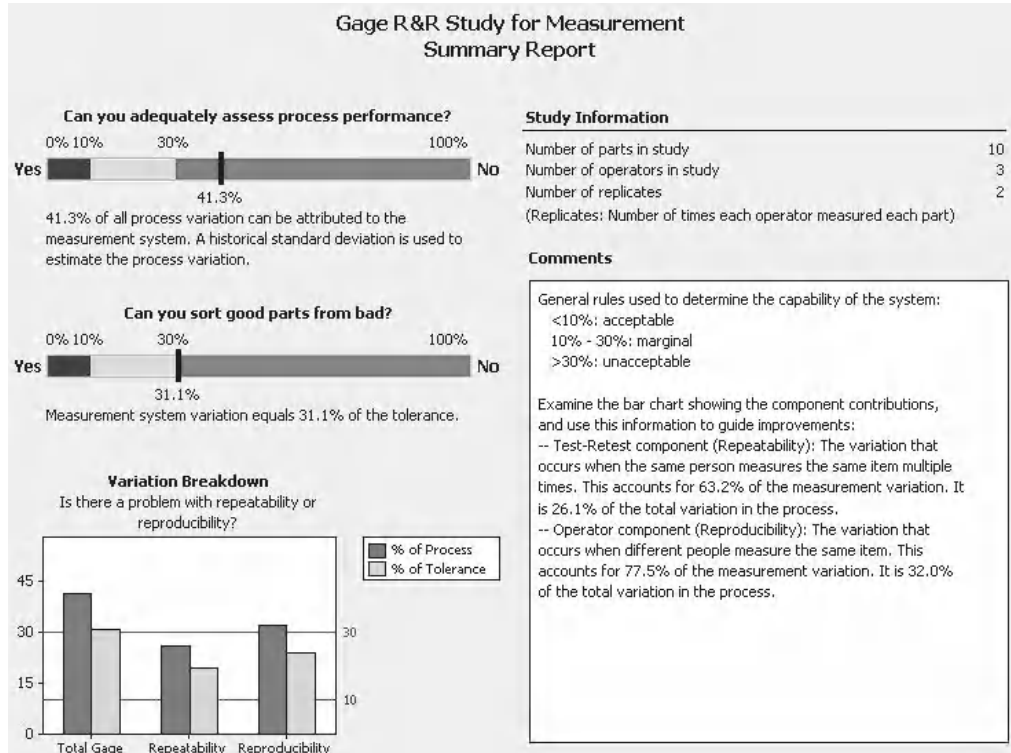 Gage R&R Study for Measurement
Summary Report
Can you adequately assess process performance?
0% 10% 30% 100%
Yes No
41.3%
41.3% of all process variation can be attributed to the
measurement system. A historical standard deviation is used to
estimate the process variation.
Can you sort good parts from bad?
0% 10% 30% 100%
Yes No
31.1%
Measurement system variation equals 31.1% of the tolerance.
Variation Breakdown
Is there a problem with repeatability or
reproducibility?
% of Process
% of Tolerance
45
30 30
15
10
0
Total Gage Repeatability Reproducibility
Study Information
Number of parts in study 10
Number of operators in study 3
Number of replicates 2
(Replicates: Number of times each operator measured each part)
Comments
General rules used to determine the capability of the system:
<10%: acceptable
10% - 30%: marginal
>30%: unacceptable
Examine the bar chart showing the component contributions,
and use this information to guide improvements:
-- Test-Retest component (Repeatability): The variation that
occurs when the same person measures the same item multiple
times. This accounts for 63.2% of the measurement variation. It
is 26.1% of the total variation in the process.
-- Operator component (Reproducibility): The variation that
occurs when different people measure the same item. This
accounts for 77.5% of the measurement variation. It is 32.0%
of the total variation in the process.